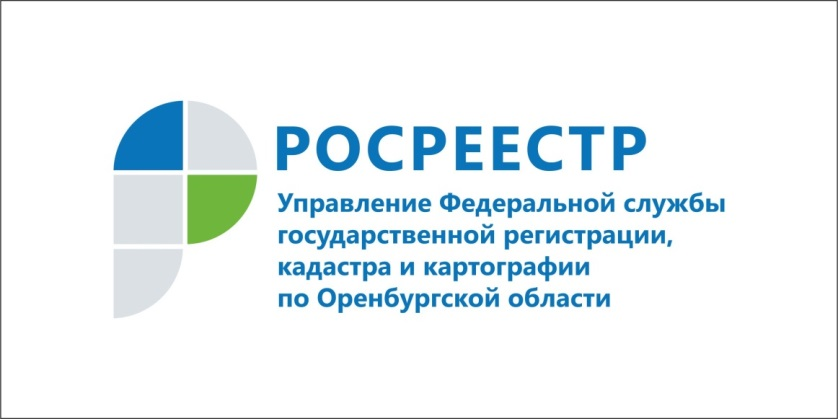 РОСРЕЕСТР
Управление Федеральной службы
государственной регистрации,
кадастра и картографии
по Оренбургской области